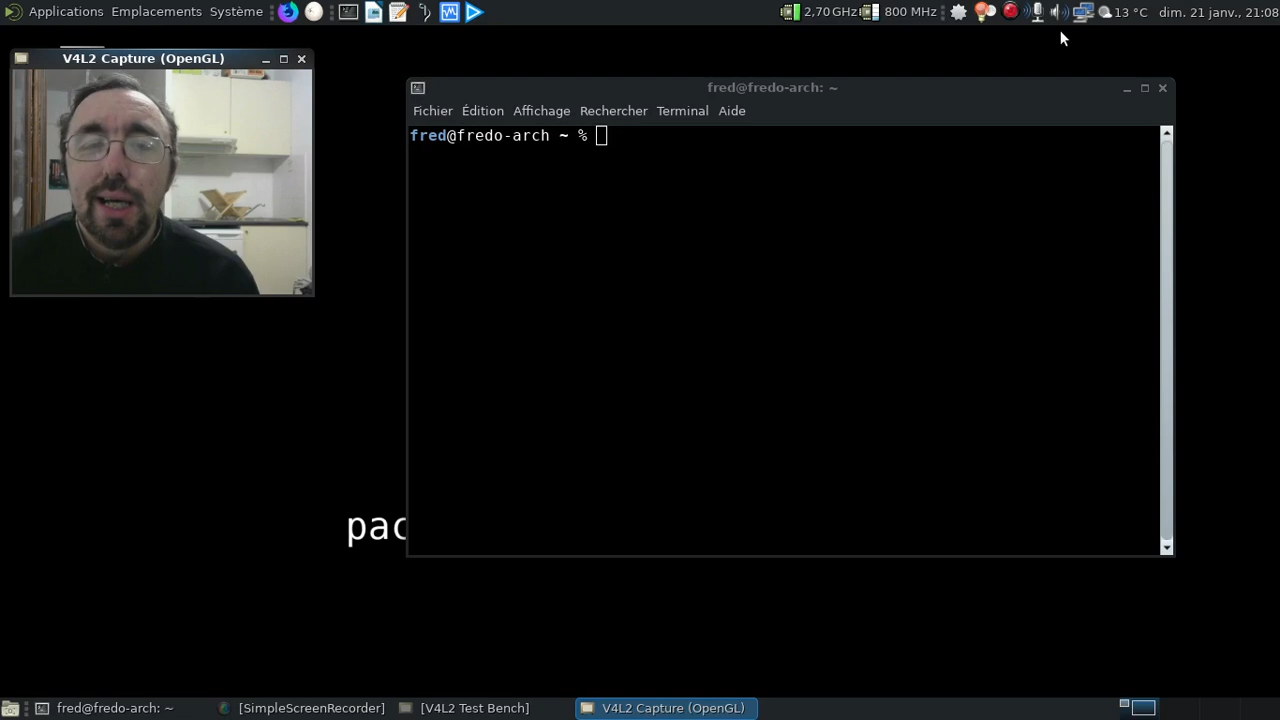 Applications Emplacements Système 2,70 GHz 800 MHz 13 °C dim. 21 janv., 21:08
V4L2 Capture (OpenGL)
fred@fredo-arch: ~
Fichier Édition Affichage Rechercher Terminal Aide
fred@fredo-arch ~ %
pac
fred@fredo-arch: ~ [SimpleScreenRecorder] [V4L2 Test Bench] V4L2 Capture (OpenGL)